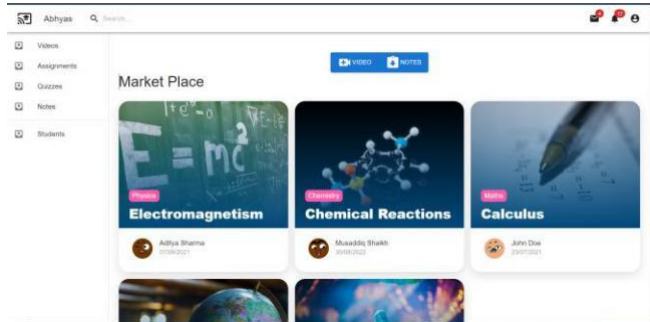 Abhyas
Search...
Videos
Assignments
Quizzes
Notes
Students
VIDEO
NOTES
Market Place
E = mc²
Physics
Electromagnetism
Aditya Sharma
Chemistry
Chemical Reactions
Musaddiq Shaikh
Maths
Calculus
John Doe